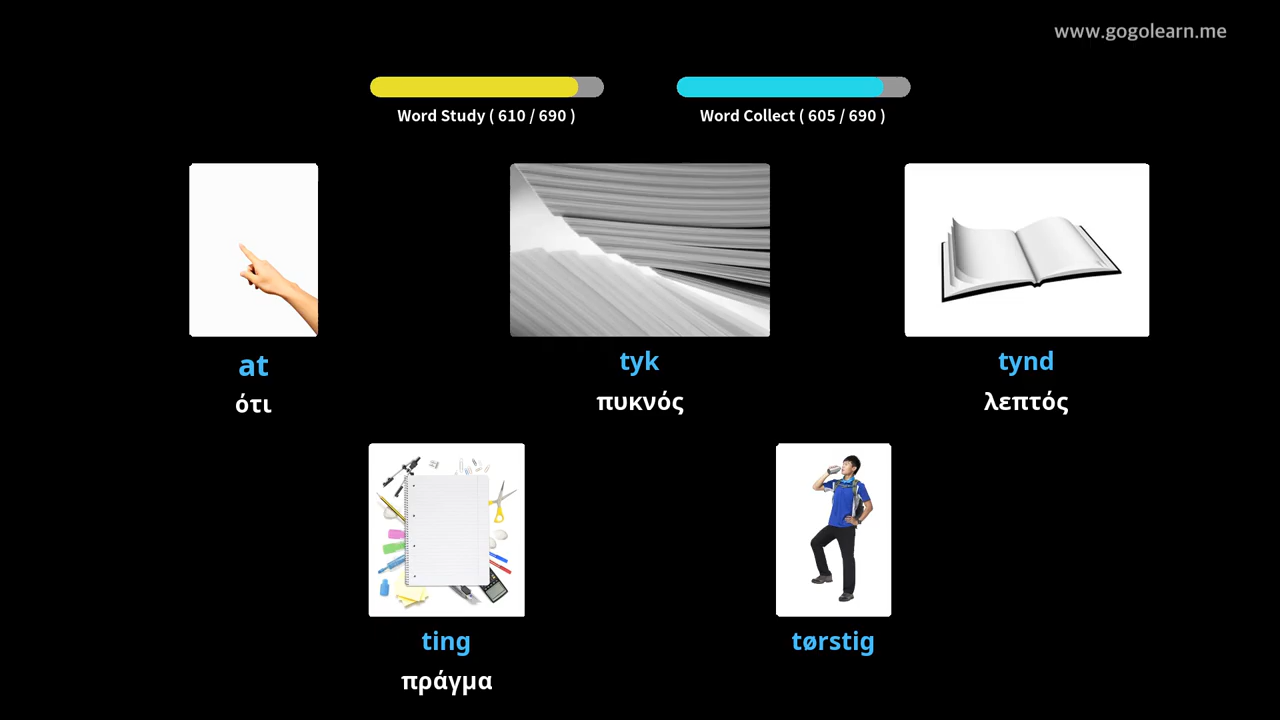 www.gogolearn.me
Word Study ( 610 / 690 )
Word Collect ( 605 / 690 )
at
ότι
tyk
πυκνός
tynd
λεπτός
ting
πράγμα
tørstig